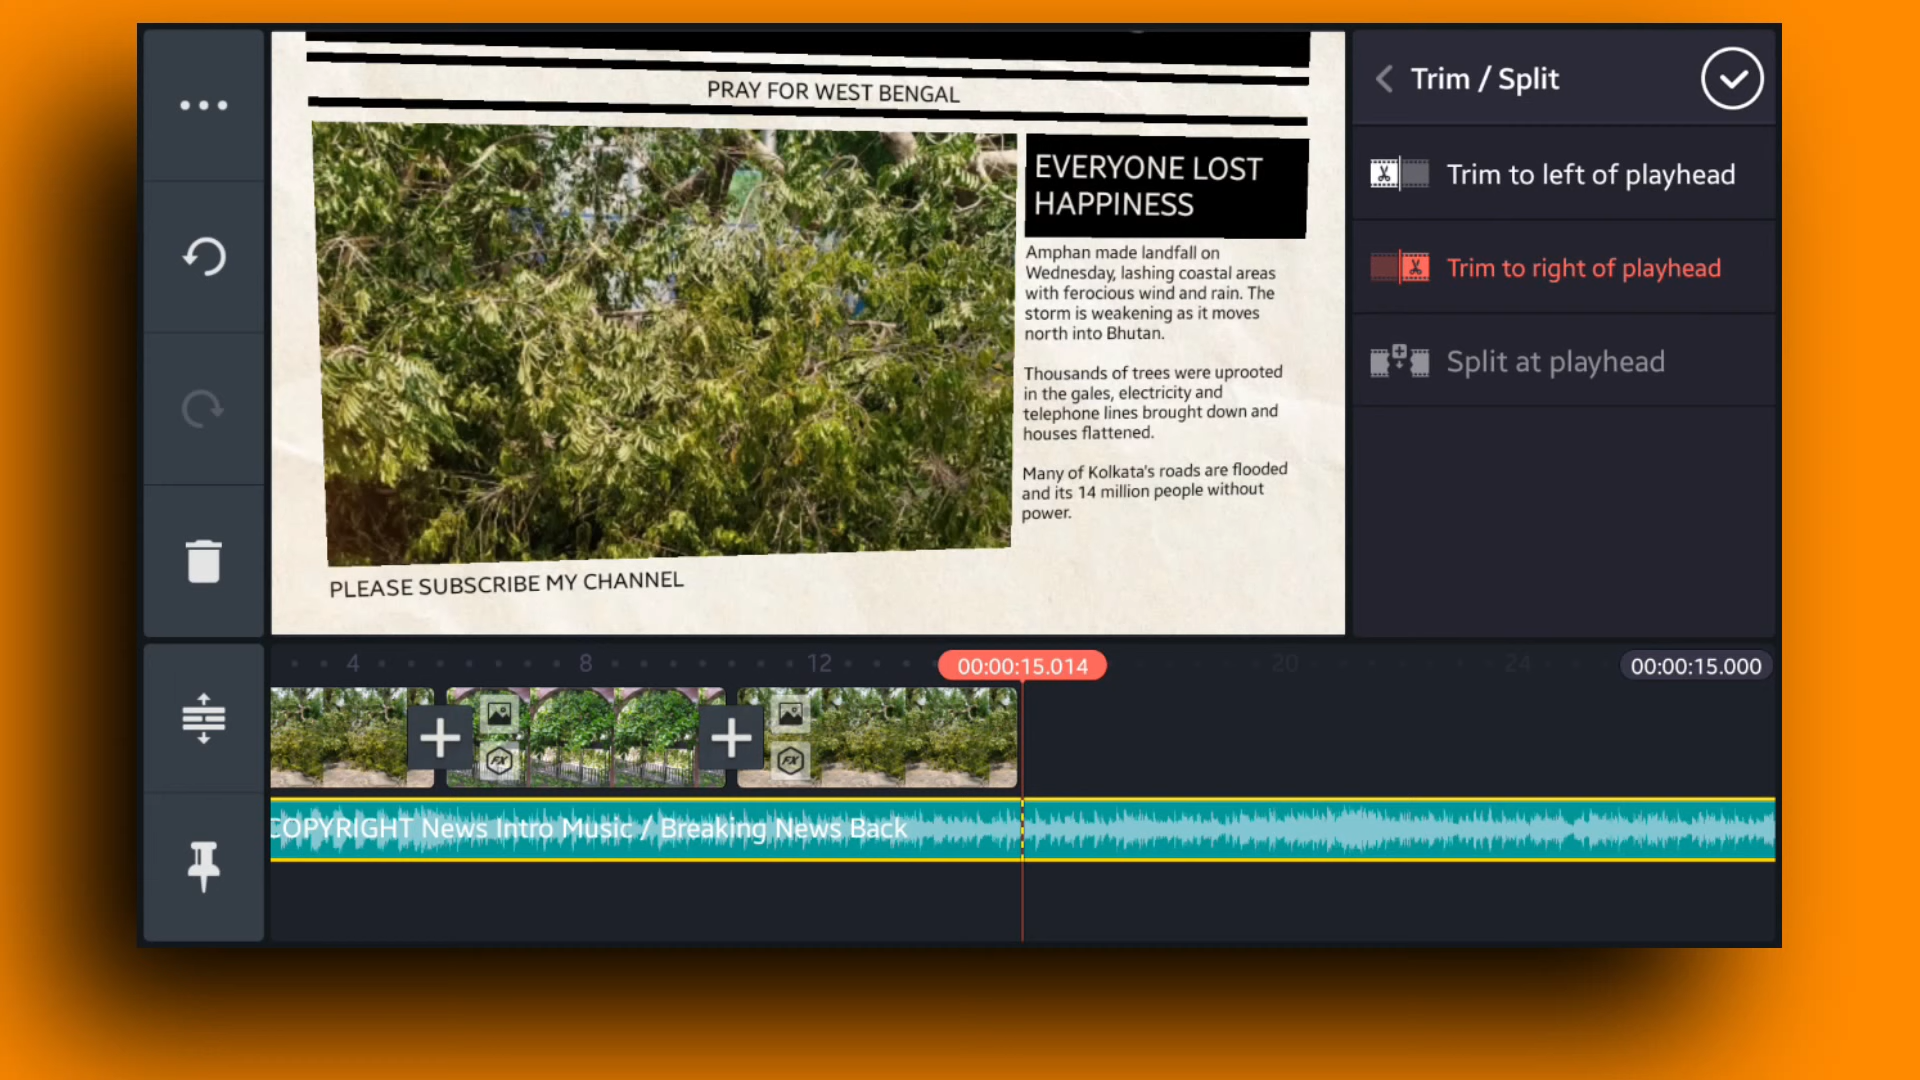 PRAY FOR WEST BENGAL
EVERYONE LOST
HAPPINESS
Amphan made landfall on
Wednesday, lashing coastal areas
with ferocious wind and rain. The
storm is weakening as it moves
north into Bhutan.
Thousands of trees were uprooted
in the gales, electricity and
telephone lines brought down and
houses flattened.
Many of Kolkata's roads are flooded
and its 14 million people without
power.
PLEASE SUBSCRIBE MY CHANNEL
Trim / Split
Trim to left of playhead
Trim to right of playhead
Split at playhead
4 8 12 00:00:15.014 20 24 00:00:15.000
FX FX
COPYRIGHT News Intro Music / Breaking News Back